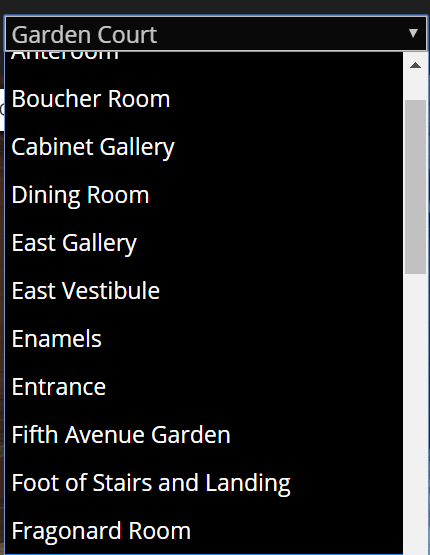 Garden Court
Anteroom
Boucher Room
Cabinet Gallery
Dining Room
East Gallery
East Vestibule
Enamels
Entrance
Fifth Avenue Garden
Foot of Stairs and Landing
Fragonard Room